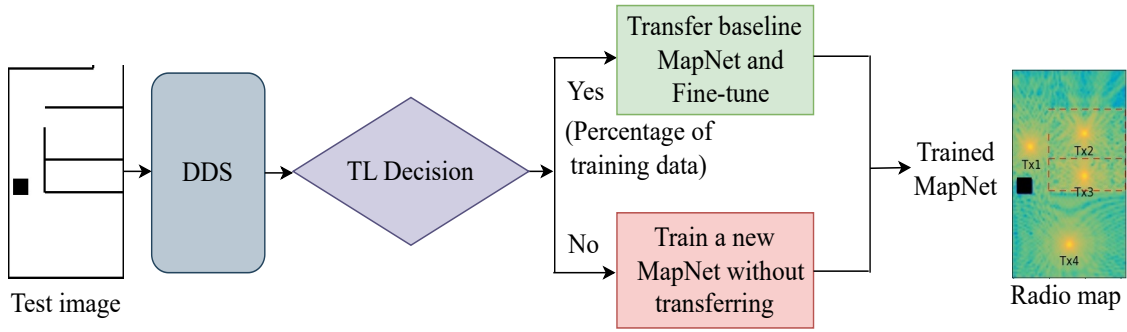 Test image
DDS
TL Decision
Yes
(Percentage of
training data)
No
Transfer baseline
MapNet and
Fine-tune
Train a new
MapNet without
transferring
Trained
MapNet
Tx1
Tx2
Tx3
Tx4
Radio map